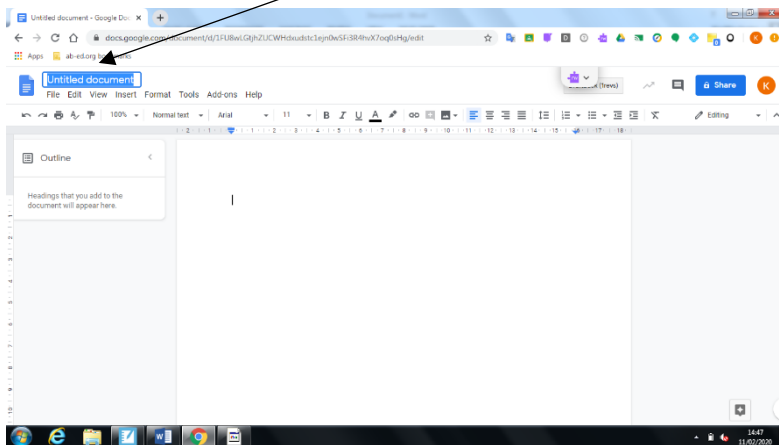 Untitled document - Google Doc
docs.google.com/document/d/1FU8wLGtjhZUCWHdxudstc1ejn0wSFi3R4hvX7oq0sHg/edit
Apps ab-ed.org
Untitled document
(Trevs)
Share
K
File Edit View Insert Format Tools Add-ons Help
100% Normal text Arial 11 B I U A Editing
Outline
Headings that you add to the
document will appear here.
14:47
11/02/2020